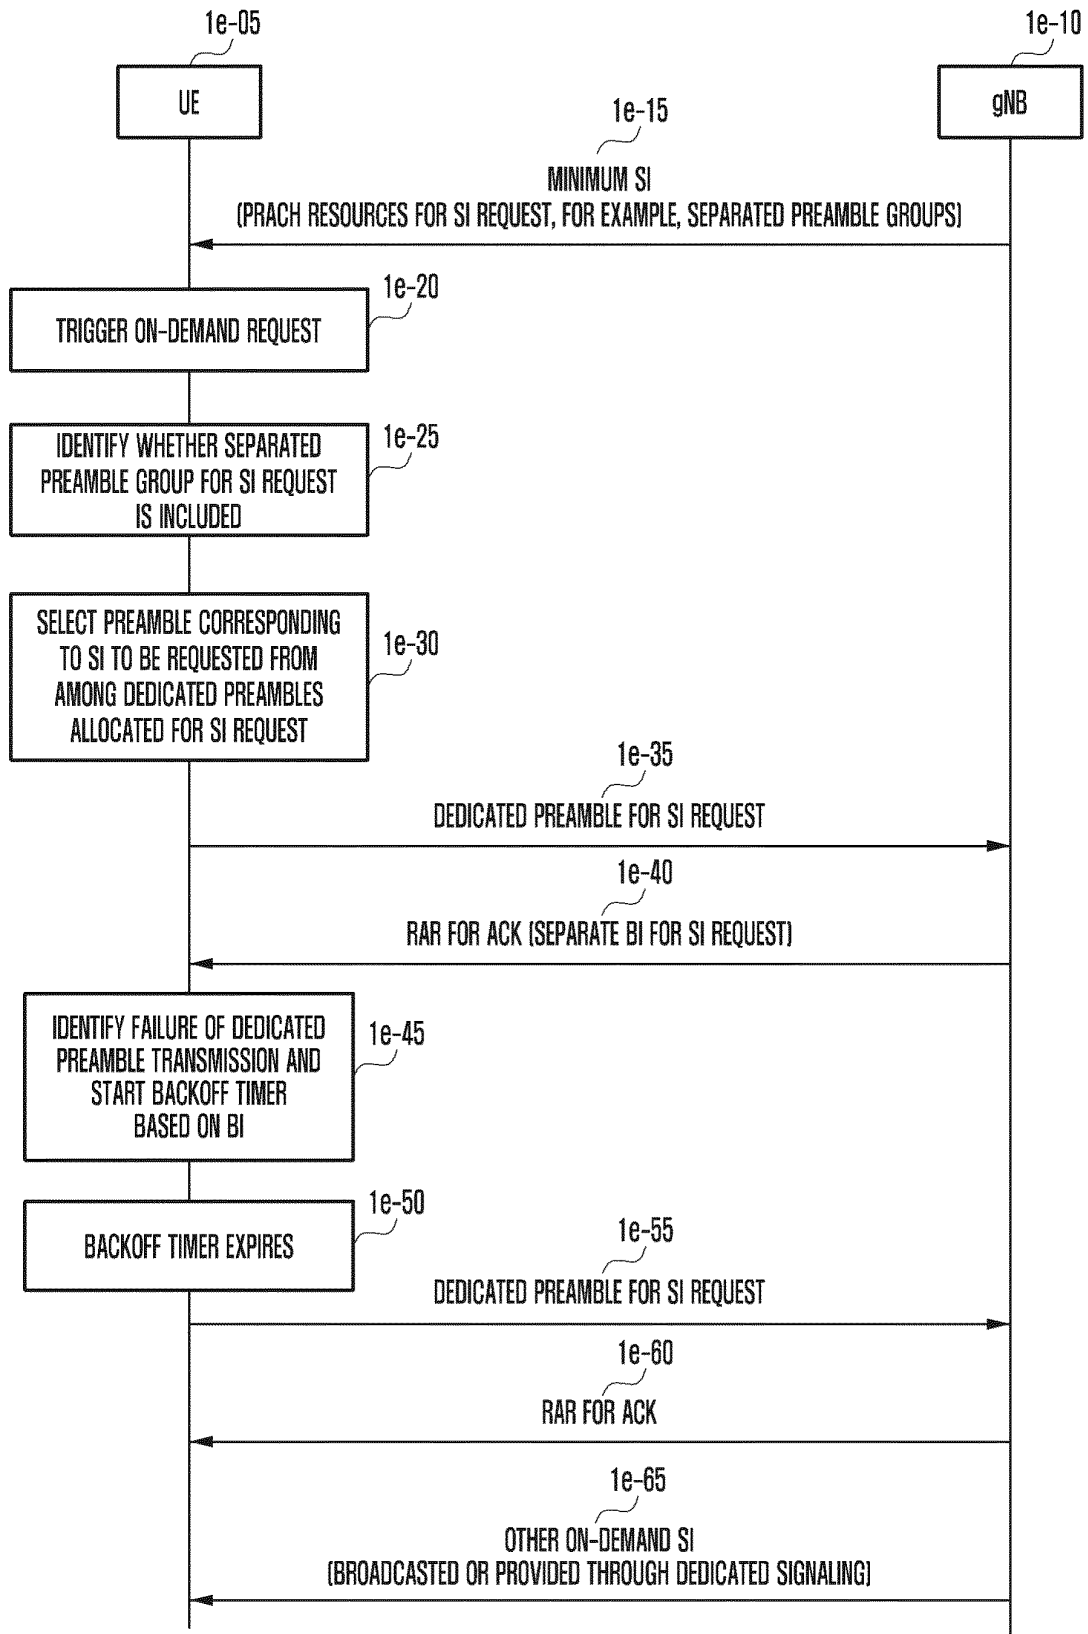 1e-05
1e-10
UE
gNB
1e-15
MINIMUM SI
(PRACH RESOURCES FOR SI REQUEST, FOR EXAMPLE, SEPARATED PREAMBLE GROUPS)
1e-20
TRIGGER ON-DEMAND REQUEST
1e-25
IDENTIFY WHETHER SEPARATED
PREAMBLE GROUP FOR SI REQUEST
IS INCLUDED
1e-30
SELECT PREAMBLE CORRESPONDING
TO SI TO BE REQUESTED FROM
AMONG DEDICATED PREAMBLES
ALLOCATED FOR SI REQUEST
1e-35
DEDICATED PREAMBLE FOR SI REQUEST
1e-40
RAR FOR ACK (SEPARATE BI FOR SI REQUEST)
1e-45
IDENTIFY FAILURE OF DEDICATED
PREAMBLE TRANSMISSION AND
START BACKOFF TIMER
BASED ON BI
1e-50
BACKOFF TIMER EXPIRES
1e-55
DEDICATED PREAMBLE FOR SI REQUEST
1e-60
RAR FOR ACK
1e-65
OTHER ON-DEMAND SI
(BROADCASTED OR PROVIDED THROUGH DEDICATED SIGNALING)